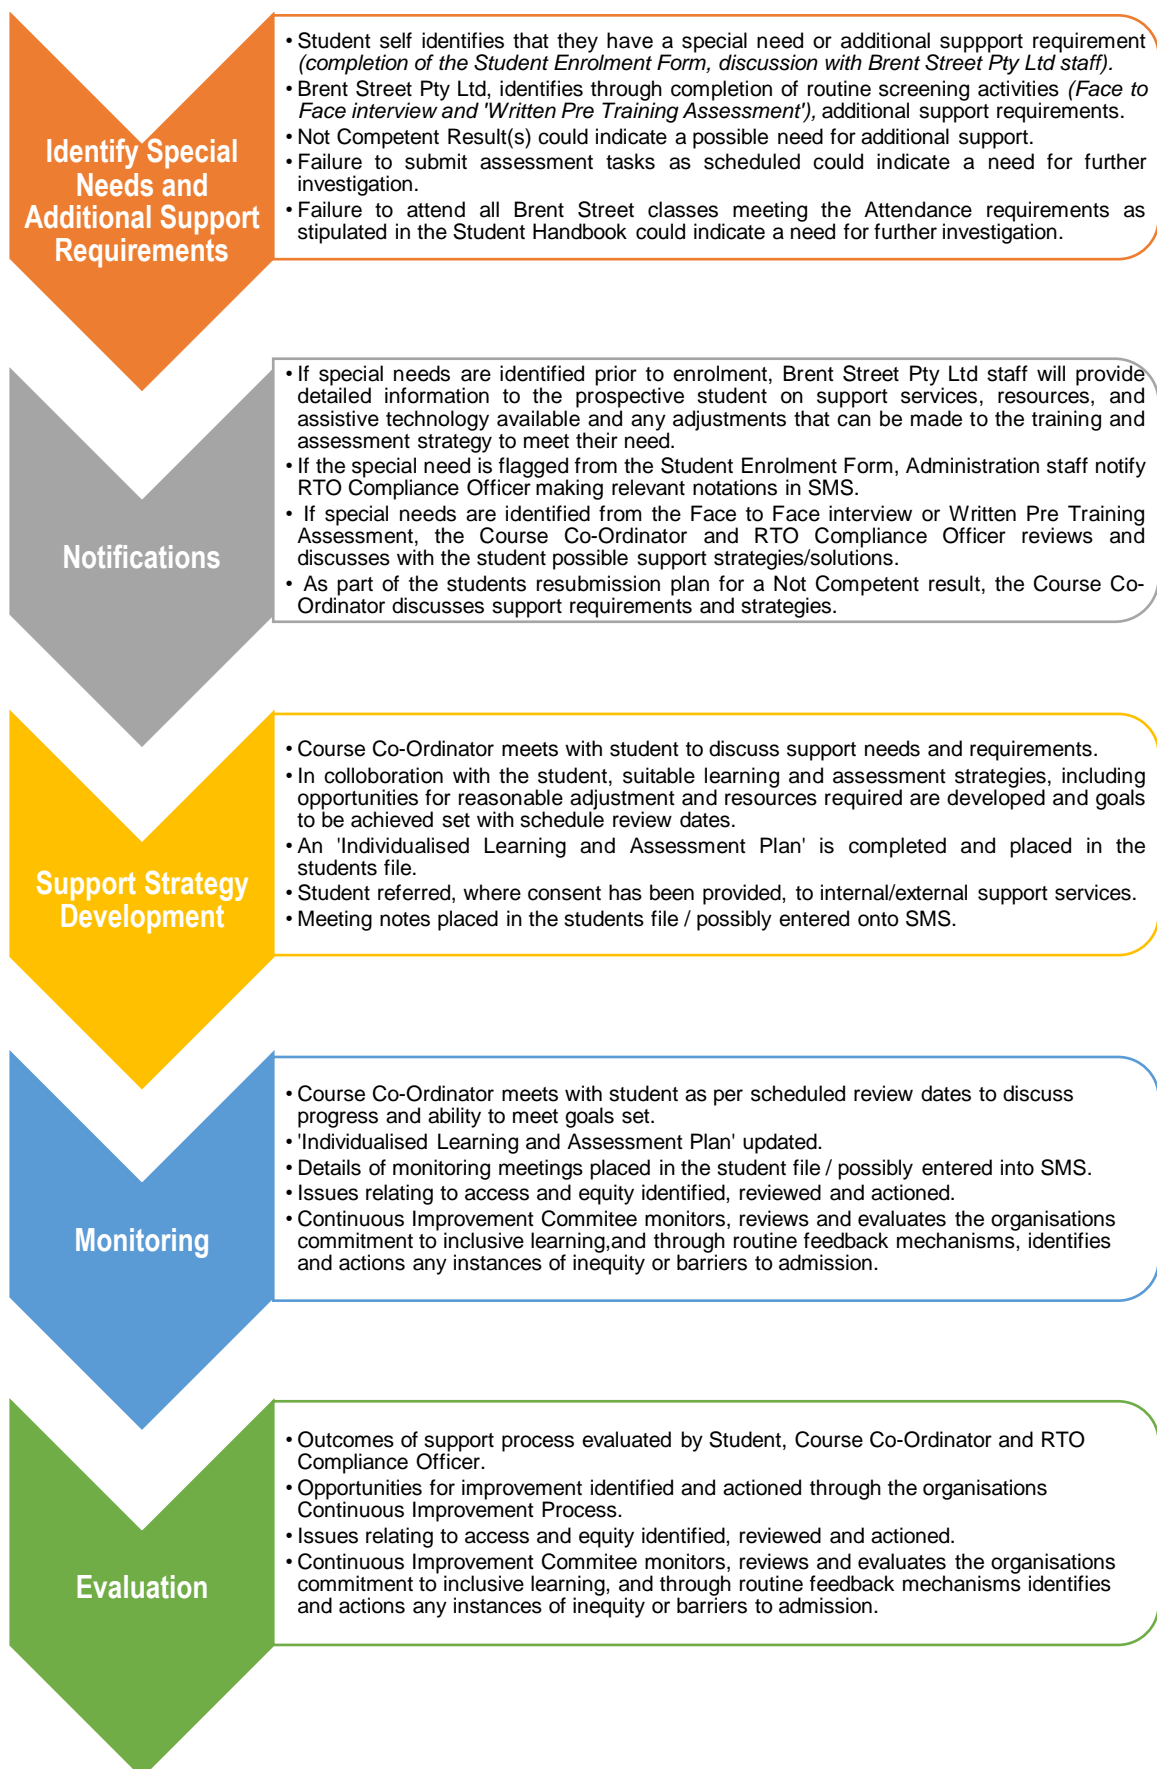 Identify Special
Needs and
Additional Support
Requirements
• Student self identifies that they have a special need or additional suppport requirement
(completion of the Student Enrolment Form, discussion with Brent Street Pty Ltd staff).
• Brent Street Pty Ltd, identifies through completion of routine screening activities (Face to
Face interview and 'Written Pre Training Assessment'), additional support requirements.
• Not Competent Result(s) could indicate a possible need for additional support.
• Failure to submit assessment tasks as scheduled could indicate a need for further
investigation.
• Failure to attend all Brent Street classes meeting the Attendance requirements as
stipulated in the Student Handbook could indicate a need for further investigation.
Notifications
• If special needs are identified prior to enrolment, Brent Street Pty Ltd staff will provide
detailed information to the prospective student on support services, resources, and
assistive technology available and any adjustments that can be made to the training and
assessment strategy to meet their need.
• If the special need is flagged from the Student Enrolment Form, Administration staff notify
RTO Compliance Officer making relevant notations in SMS.
• If special needs are identified from the Face to Face interview or Written Pre Training
Assessment, the Course Co-Ordinator and RTO Compliance Officer reviews and
discusses with the student possible support strategies/solutions.
• As part of the students resubmission plan for a Not Competent result, the Course Co-
Ordinator discusses support requirements and strategies.
Support Strategy
Development
• Course Co-Ordinator meets with student to discuss support needs and requirements.
• In colloboration with the student, suitable learning and assessment strategies, including
opportunities for reasonable adjustment and resources required are developed and goals
to be achieved set with schedule review dates.
• An 'Individualised Learning and Assessment Plan' is completed and placed in the
students file.
• Student referred, where consent has been provided, to internal/external support services.
• Meeting notes placed in the students file / possibly entered onto SMS.
Monitoring
• Course Co-Ordinator meets with student as per scheduled review dates to discuss
progress and ability to meet goals set.
• 'Individualised Learning and Assessment Plan' updated.
• Details of monitoring meetings placed in the student file / possibly entered into SMS.
• Issues relating to access and equity identified, reviewed and actioned.
• Continuous Improvement Commitee monitors, reviews and evaluates the organisations
commitment to inclusive learning,and through routine feedback mechanisms, identifies
and actions any instances of inequity or barriers to admission.
Evaluation
• Outcomes of support process evaluated by Student, Course Co-Ordinator and RTO
Compliance Officer.
• Opportunities for improvement identified and actioned through the organisations
Continuous Improvement Process.
• Issues relating to access and equity identified, reviewed and actioned.
• Continuous Improvement Commitee monitors, reviews and evaluates the organisations
commitment to inclusive learning, and through routine feedback mechanisms identifies
and actions any instances of inequity or barriers to admission.